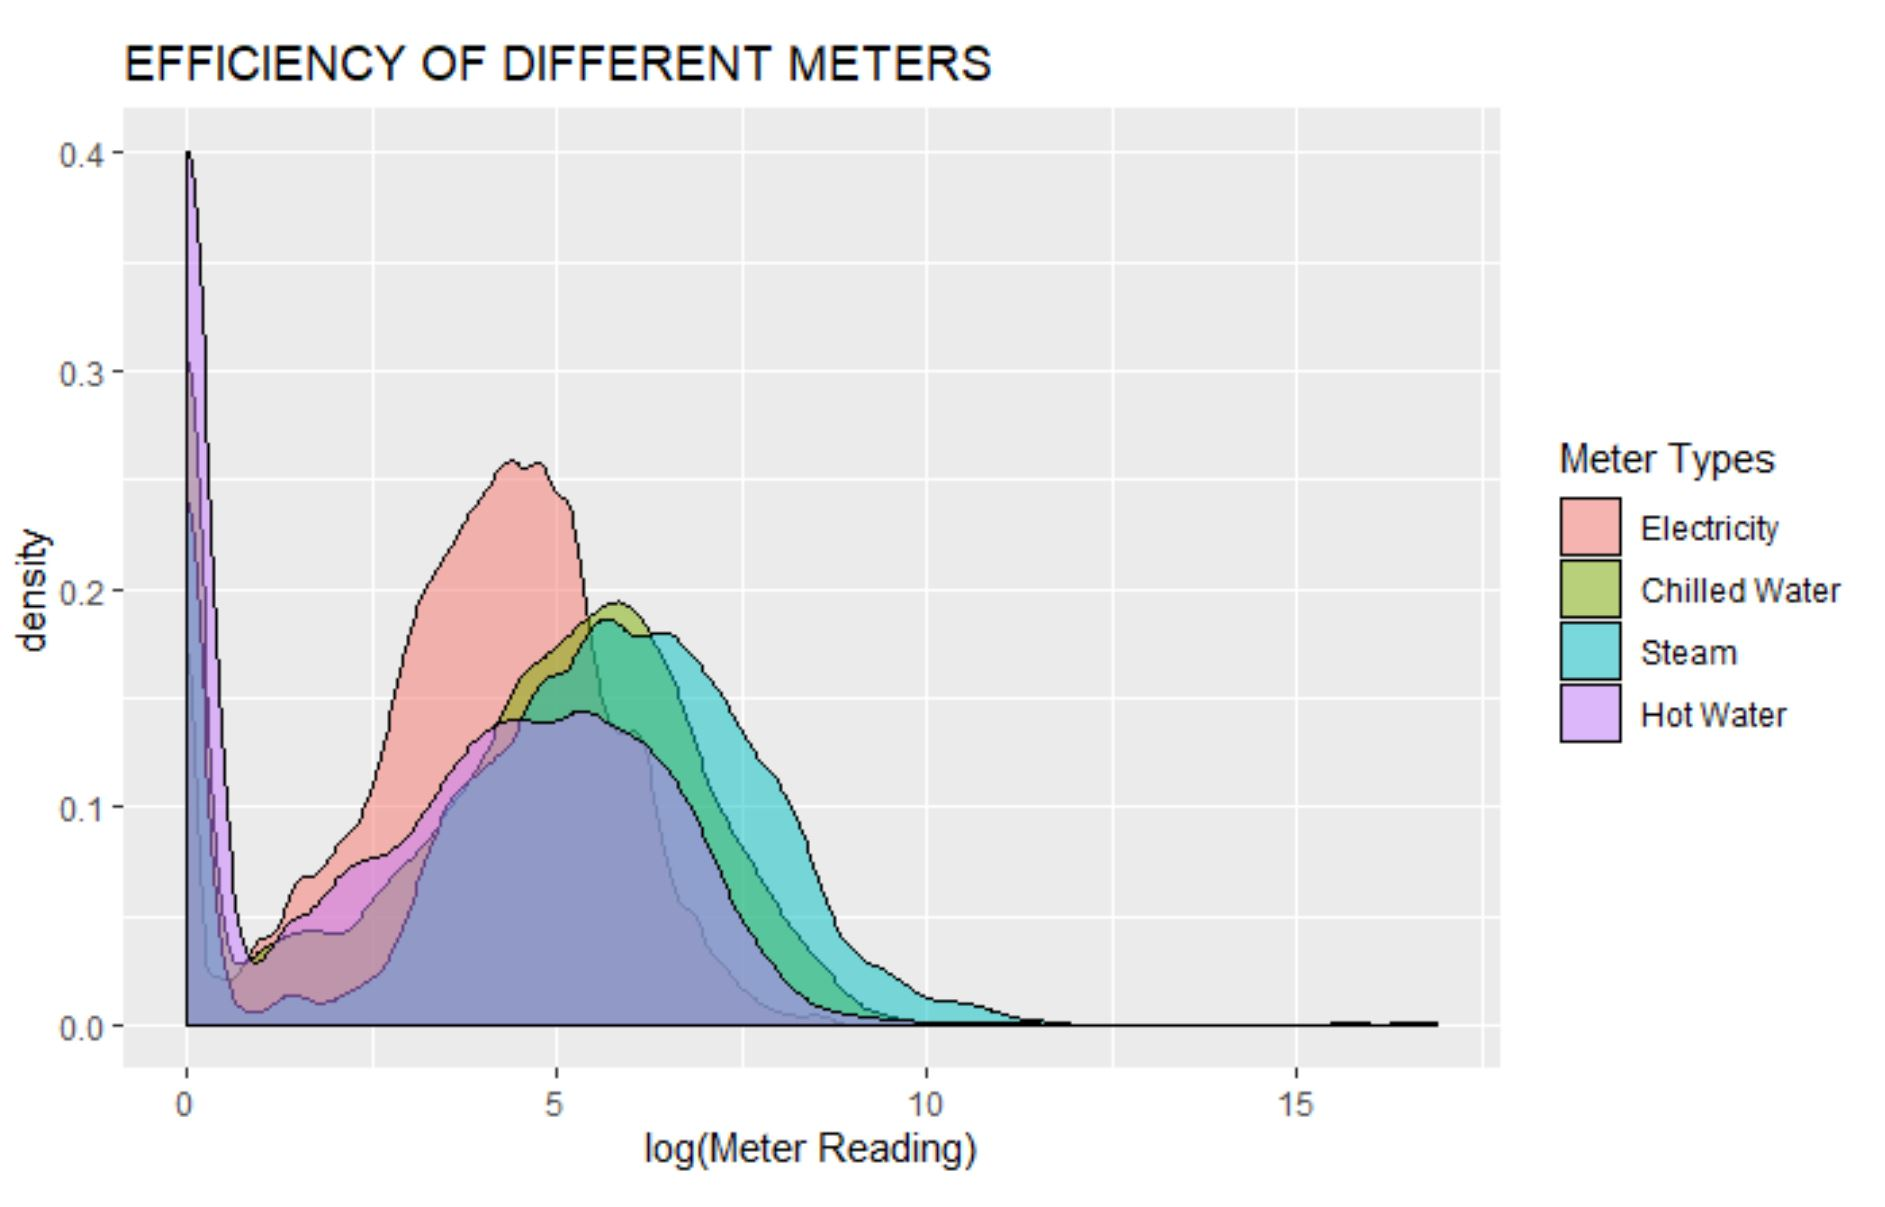 EFFICIENCY OF DIFFERENT METERS
0.4
0.3
0.2
0.1
0.0
density
0
5
10
15
log(Meter Reading)
Meter Types
Electricity
Chilled Water
Steam
Hot Water